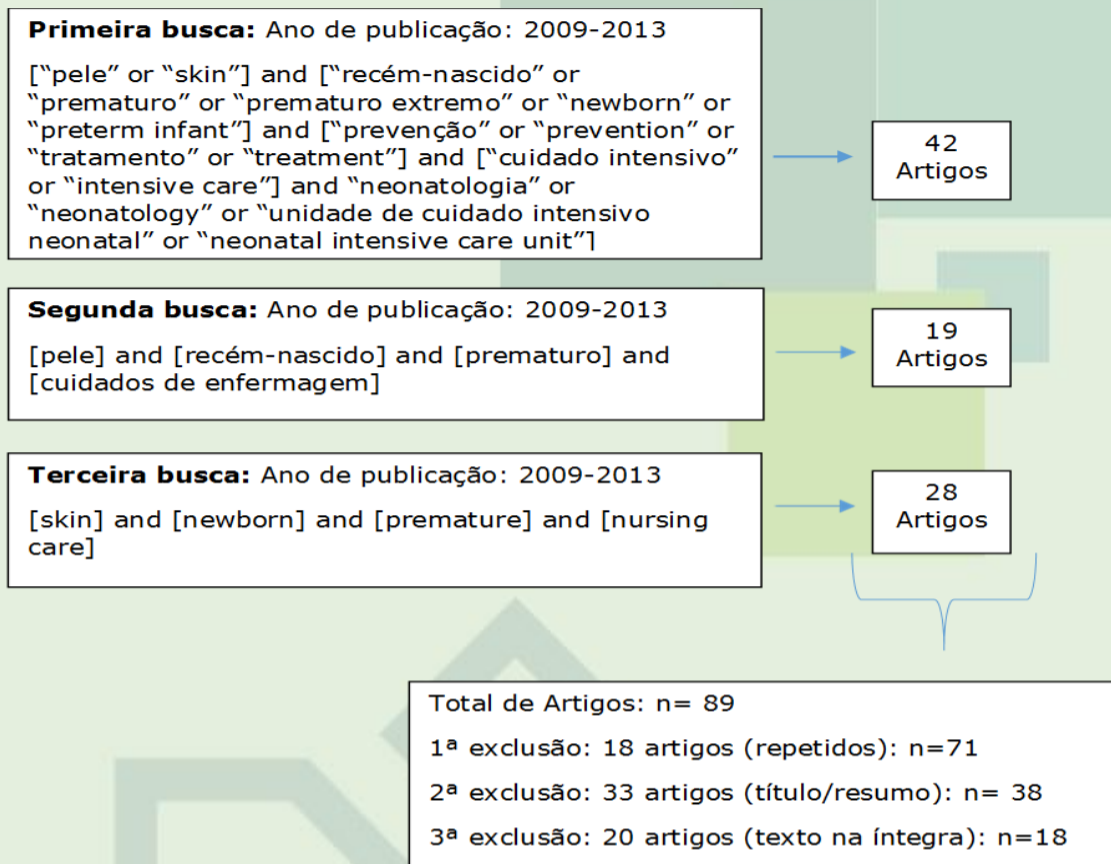 Primeira busca: Ano de publicação: 2009-2013
[“pele” or “skin”] and [“recém-nascido” or
“prematuro” or “prematuro extremo” or “newborn” or
“preterm infant”] and [“prevenção” or “prevention” or
“tratamento” or “treatment”] and [“cuidado intensivo”
or “intensive care”] and “neonatologia” or
“neonatology” or “unidade de cuidado intensivo
neonatal” or “neonatal intensive care unit”]
42
Artigos
Segunda busca: Ano de publicação: 2009-2013
[pele] and [recém-nascido] and [prematuro] and
[cuidados de enfermagem]
19
Artigos
Terceira busca: Ano de publicação: 2009-2013
[skin] and [newborn] and [premature] and [nursing
care]
28
Artigos
Total de Artigos: n= 89
1ª exclusão: 18 artigos (repetidos): n=71
2ª exclusão: 33 artigos (título/resumo): n= 38
3ª exclusão: 20 artigos (texto na íntegra): n=18